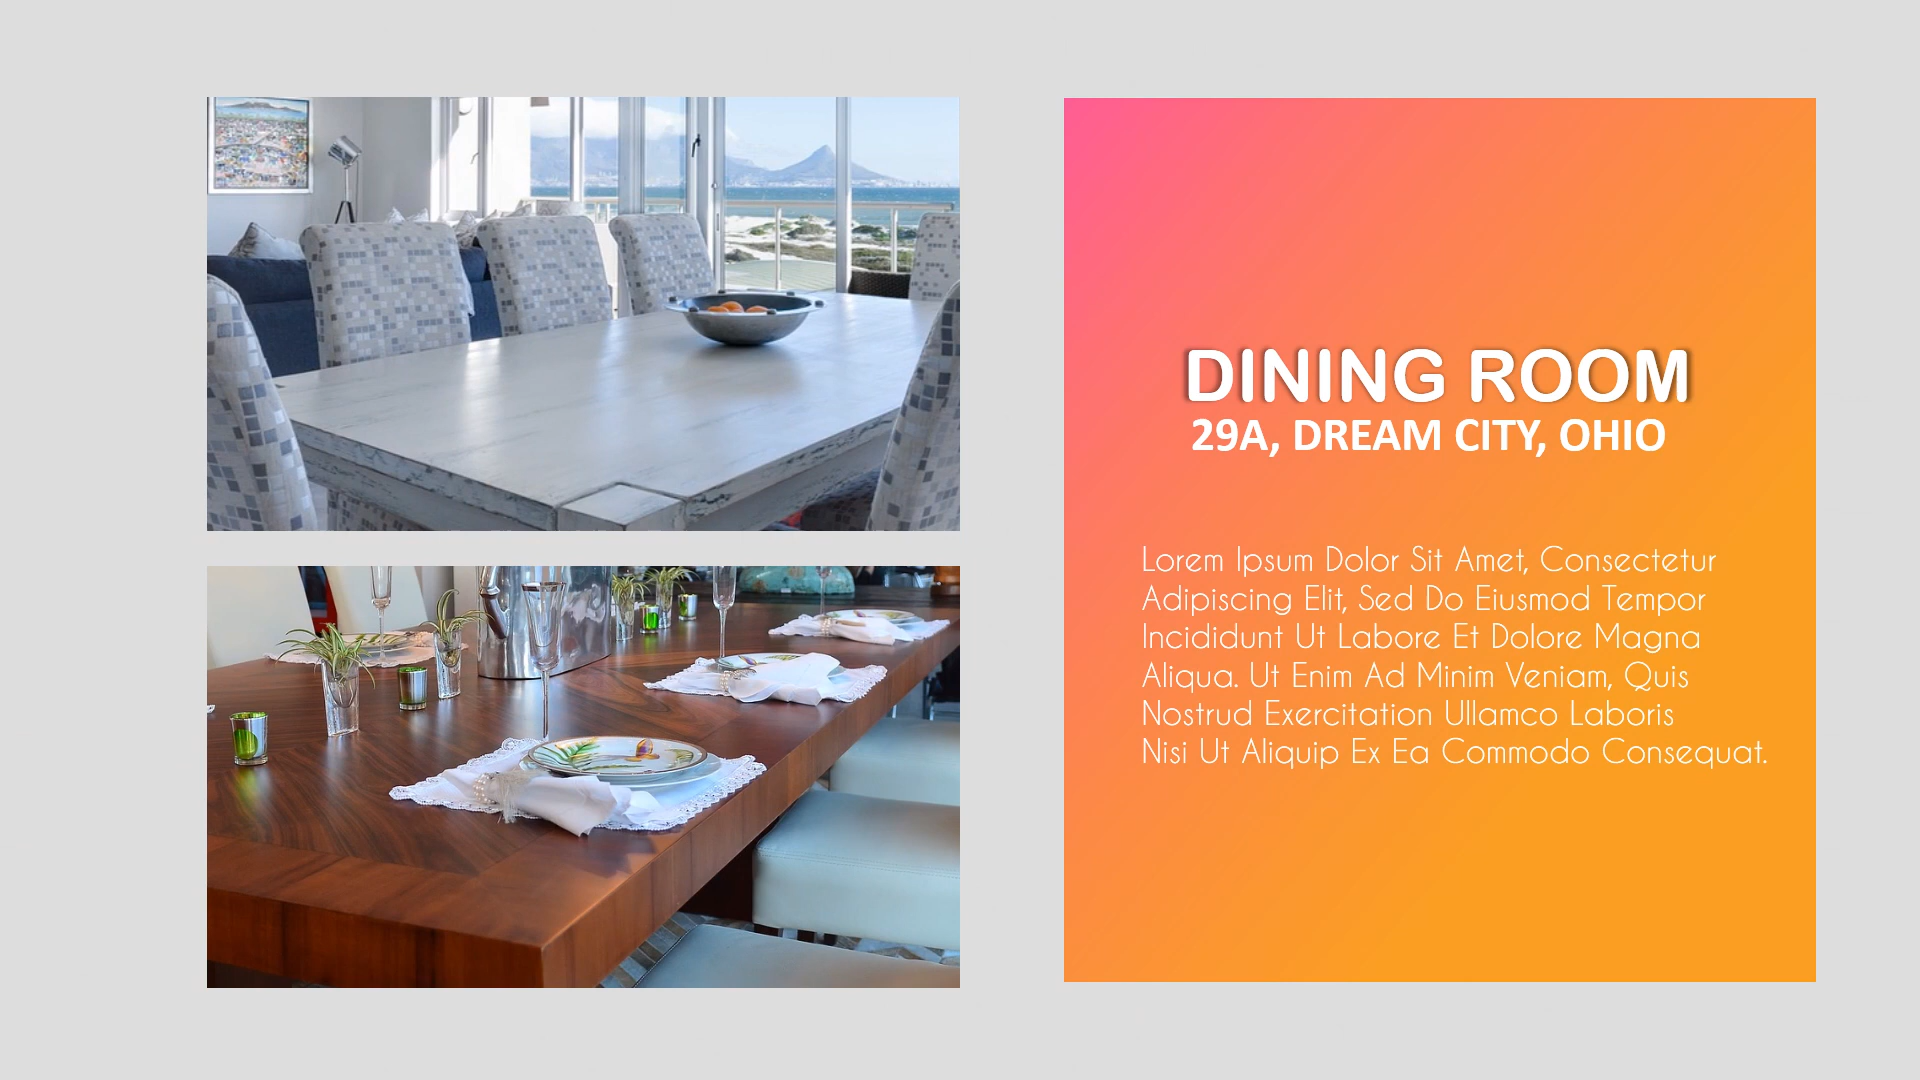 DINING ROOM
29A, DREAM CITY, OHIO
Lorem Ipsum Dolor Sit Amet, Consectetur
Adipiscing Elit, Sed Do Eiusmod Tempor
Incididunt Ut Labore Et Dolore Magna
Aliqua. Ut Enim Ad Minim Veniam, Quis
Nostrud Exercitation Ullamco Laboris
Nisi Ut Aliquip Ex Ea Commodo Consequat.